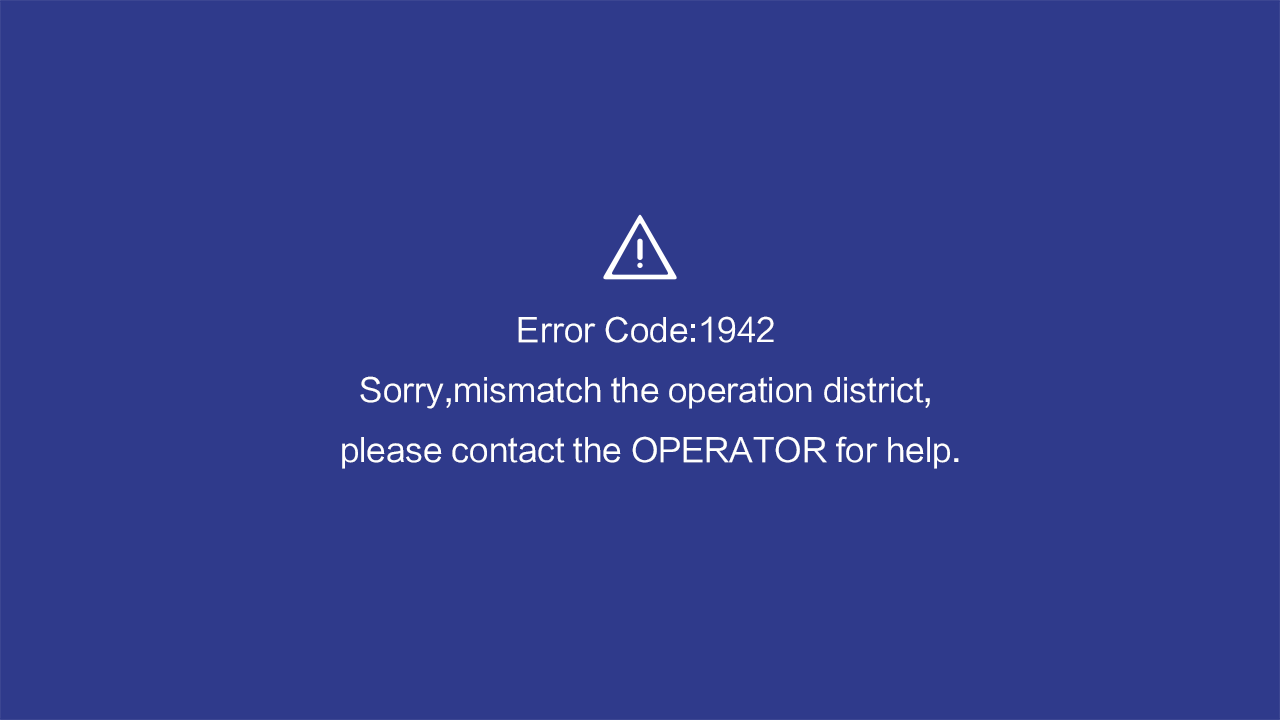 Error Code:1942
Sorry,mismatch the operation district,
please contact the OPERATOR for help.